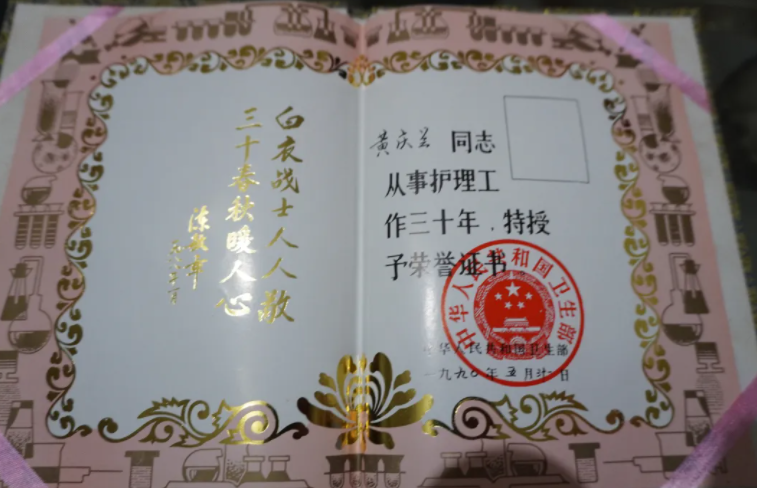 白衣战士人人敬
三十春秋暖人心
陈敏章
黄庆兰 同志
从事护理工
作三十年，特授
予荣誉证书
中华人民共和国卫生部
中华人民共和国卫生部
一九九〇年五月廿日